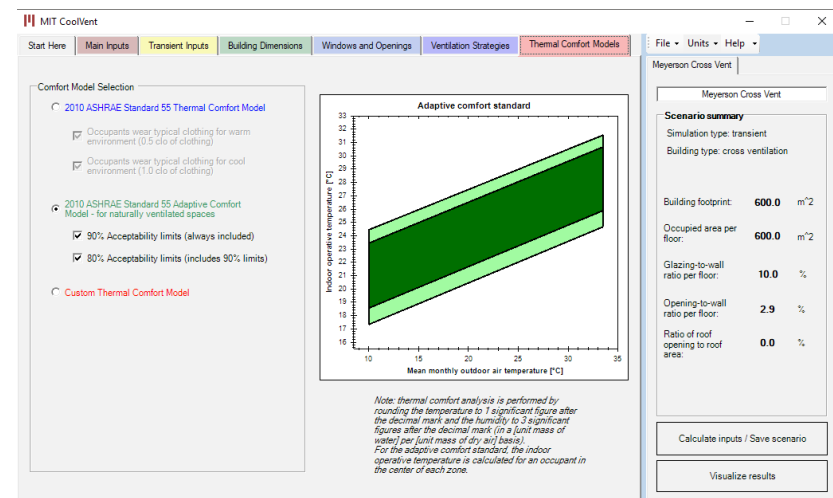 MIT CoolVent
Start Here
Main Inputs
Transient Inputs
Building Dimensions
Windows and Openings
Ventilation Strategies
Thermal Comfort Models
File
Units
Help
Meyerson Cross Vent
Comfort Model Selection
2010 ASHRAE Standard 55 Thermal Comfort Model
Occupants wear typical clothing for warm
environment (0.5 clo of clothing)
Occupants wear typical clothing for cool
environment (1.0 clo of clothing)
2010 ASHRAE Standard 55 Adaptive Comfort
Model - for naturally ventilated spaces
90% Acceptability limits (always included)
80% Acceptability limits (includes 90% limits)
Custom Thermal Comfort Model
Adaptive comfort standard
Indoor operative temperature [°C]
33
32
31
30
29
28
27
26
25
24
23
22
21
20
19
18
17
16
10 15 20 25 30 35
Mean monthly outdoor air temperature [°C]
Note: thermal comfort analysis is performed by
rounding the temperature to 1 significant figure after
the decimal mark and the humidity to 3 significant
figures after the decimal mark (in a [unit mass of
water] per [unit mass of dry air] basis).
For the adaptive comfort standard, the indoor
operative temperature is calculated for an occupant in
the center of each zone.
Meyerson Cross Vent
Scenario summary
Simulation type: transient
Building type: cross ventilation
Building footprint: 600.0 m^2
Occupied area per
floor: 600.0 m^2
Glazing-to-wall
ratio per floor: 10.0 %
Opening-to-wall
ratio per floor: 2.9 %
Ratio of roof
opening to roof
area: 0.0 %
Calculate inputs / Save scenario
Visualize results